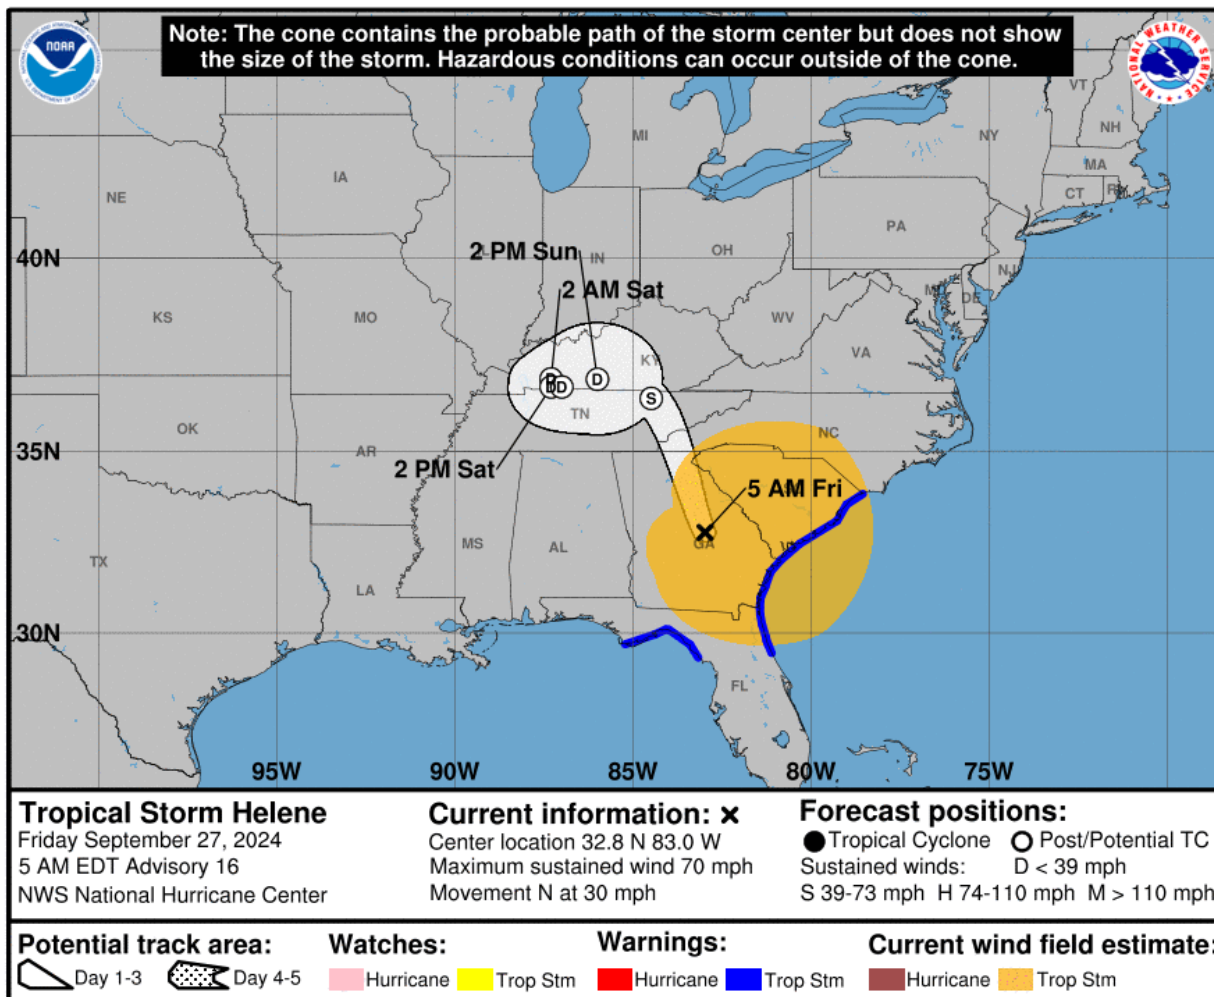 Note: The cone contains the probable path of the storm center but does not show
the size of the storm. Hazardous conditions can occur outside of the cone.
NOAA
NATIONAL WEATHER SERVICE
VT
NH
MI
NY
MA
CT
IA
NE
PA
2 PM Sun
OH
IN
40N
NJ
DE
2 AM Sat
KS
MO
WV
VA
KY
D
D
D
S
TN
OK
NC
AR
35N
2 PM Sat
5 AM Fri
MS
AL
GA
TX
LA
30N
FL
95W
90W
85W
80W
75W
Tropical Storm Helene
Friday September 27, 2024
5 AM EDT Advisory 16
NWS National Hurricane Center
Current information:
Center location 32.8 N 83.0 W
Maximum sustained wind 70 mph
Movement N at 30 mph
Forecast positions:
Tropical Cyclone
Post/Potential TC
Sustained winds: D < 39 mph
S 39-73 mph H 74-110 mph M > 110 mph
Potential track area:
Day 1-3
Day 4-5
Watches:
Hurricane
Trop Stm
Warnings:
Hurricane
Trop Stm
Current wind field estimate:
Hurricane
Trop Stm